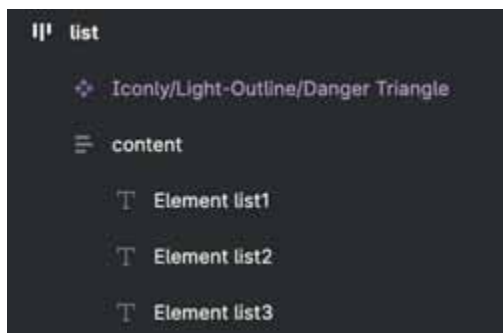 list
Iconly/Light-Outline/Danger Triangle
content
Element list1
Element list2
Element list3